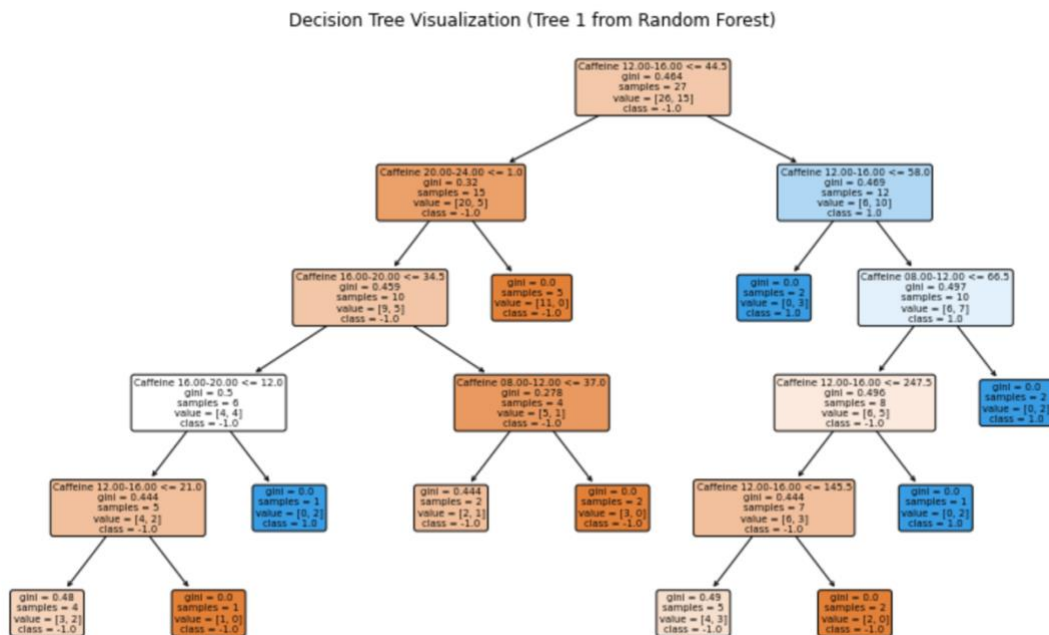 Decision Tree Visualization (Tree 1 from Random Forest)
Caffeine 12.00-16.00 <= 44.5
gini = 0.464
samples = 27
value = [26, 15]
class = -1.0
Caffeine 20.00-24.00 <= 1.0
gini = 0.32
samples = 15
value = [20, 5]
class = -1.0
Caffeine 12.00-16.00 <= 58.0
gini = 0.469
samples = 12
value = [6, 10]
class = 1.0
Caffeine 16.00-20.00 <= 34.5
gini = 0.459
samples = 10
value = [9, 5]
class = -1.0
gini = 0.0
samples = 5
value = [11, 0]
class = -1.0
gini = 0.0
samples = 2
value = [0, 3]
class = 1.0
Caffeine 08.00-12.00 <= 66.5
gini = 0.497
samples = 10
value = [6, 7]
class = 1.0
Caffeine 16.00-20.00 <= 12.0
gini = 0.5
samples = 6
value = [4, 4]
class = -1.0
Caffeine 08.00-12.00 <= 37.0
gini = 0.278
samples = 4
value = [5, 1]
class = -1.0
Caffeine 12.00-16.00 <= 247.5
gini = 0.496
samples = 8
value = [6, 5]
class = -1.0
gini = 0.0
samples = 2
value = [0, 2]
class = 1.0
Caffeine 12.00-16.00 <= 21.0
gini = 0.444
samples = 5
value = [4, 2]
class = -1.0
gini = 0.0
samples = 1
value = [0, 2]
class = 1.0
gini = 0.444
samples = 2
value = [2, 1]
class = -1.0
gini = 0.0
samples = 2
value = [3, 0]
class = -1.0
Caffeine 12.00-16.00 <= 145.5
gini = 0.444
samples = 7
value = [6, 3]
class = -1.0
gini = 0.0
samples = 1
value = [0, 2]
class = 1.0
gini = 0.48
samples = 4
value = [3, 2]
class = -1.0
gini = 0.0
samples = 1
value = [1, 0]
class = -1.0
gini = 0.49
samples = 5
value = [4, 3]
class = -1.0
gini = 0.0
samples = 2
value = [2, 0]
class = -1.0